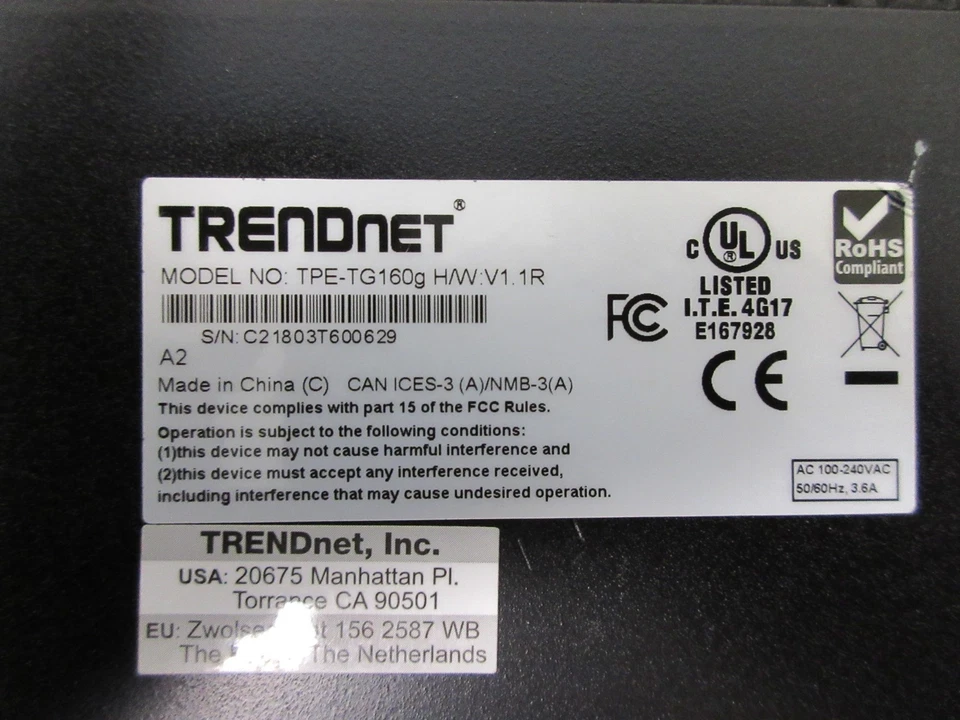 TRENDNET®
MODEL NO: TPE-TG160g H/W:V1.1R
S/N: C21803T600629
A2
Made in China (C) CAN ICES-3 (A)/NMB-3(A)
This device complies with part 15 of the FCC Rules.
Operation is subject to the following conditions:
(1)this device may not cause harmful interference and
(2)this device must accept any interference received,
including interference that may cause undesired operation.
FCC
C UL® US
LISTED
I.T.E. 4G17
E167928
CE
RoHS
Compliant
AC 100-240VAC
50/60Hz, 3.6A
TRENDnet, Inc.
USA: 20675 Manhattan Pl.
Torrance CA 90501
EU: 156 2587 WB
The The Netherlands